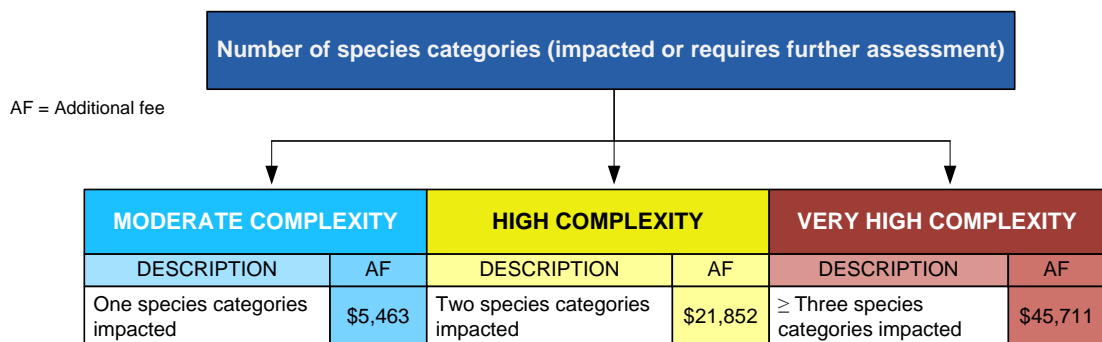 Number of species categories (impacted or requires further assessment)
AF = Additional fee
MODERATE COMPLEXITY
HIGH COMPLEXITY
VERY HIGH COMPLEXITY
DESCRIPTION
AF
DESCRIPTION
AF
DESCRIPTION
AF
One species categories
impacted
$5,463
Two species categories
impacted
$21,852
≥ Three species
categories impacted
$45,711